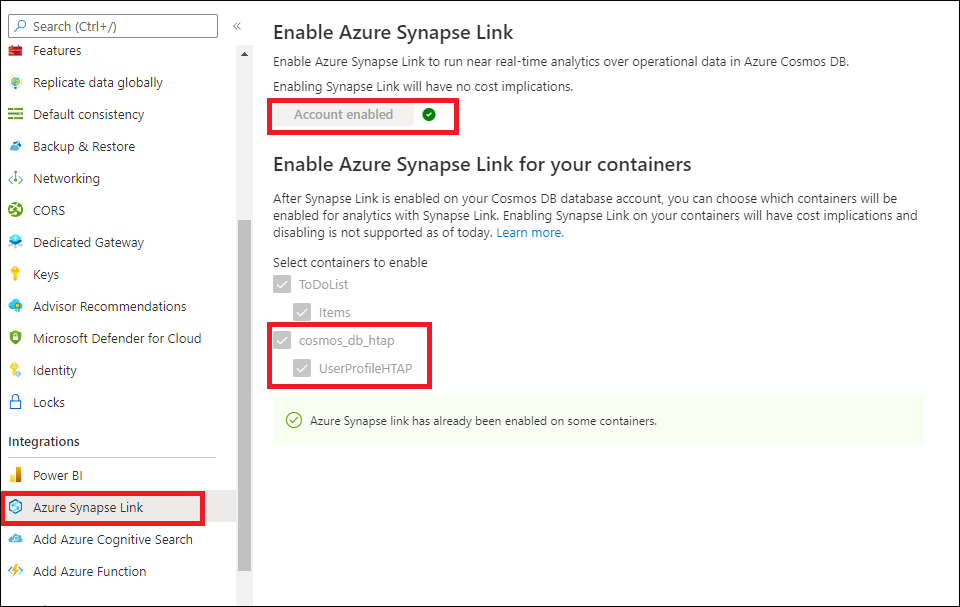 Search (Ctrl+/)
«
Features
Replicate data globally
Default consistency
Backup & Restore
Networking
CORS
Dedicated Gateway
Keys
Advisor Recommendations
Microsoft Defender for Cloud
Identity
Locks
Integrations
Power BI
Azure Synapse Link
Add Azure Cognitive Search
Add Azure Function
Enable Azure Synapse Link
Enable Azure Synapse Link to run near real-time analytics over operational data in Azure Cosmos DB.
Enabling Synapse Link will have no cost implications.
Account enabled
Enable Azure Synapse Link for your containers
After Synapse Link is enabled on your Cosmos DB database account, you can choose which containers will be
enabled for analytics with Synapse Link. Enabling Synapse Link on your containers will have cost implications and
disabling is not supported as of today. Learn more.
Select containers to enable
ToDoList
Items
cosmos_db_htap
UserProfileHTAP
Azure Synapse link has already been enabled on some containers.